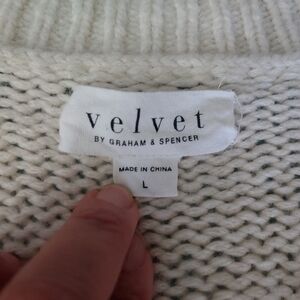 velvet
BY GRAHAM & SPENCER
MADE IN CHINA
L